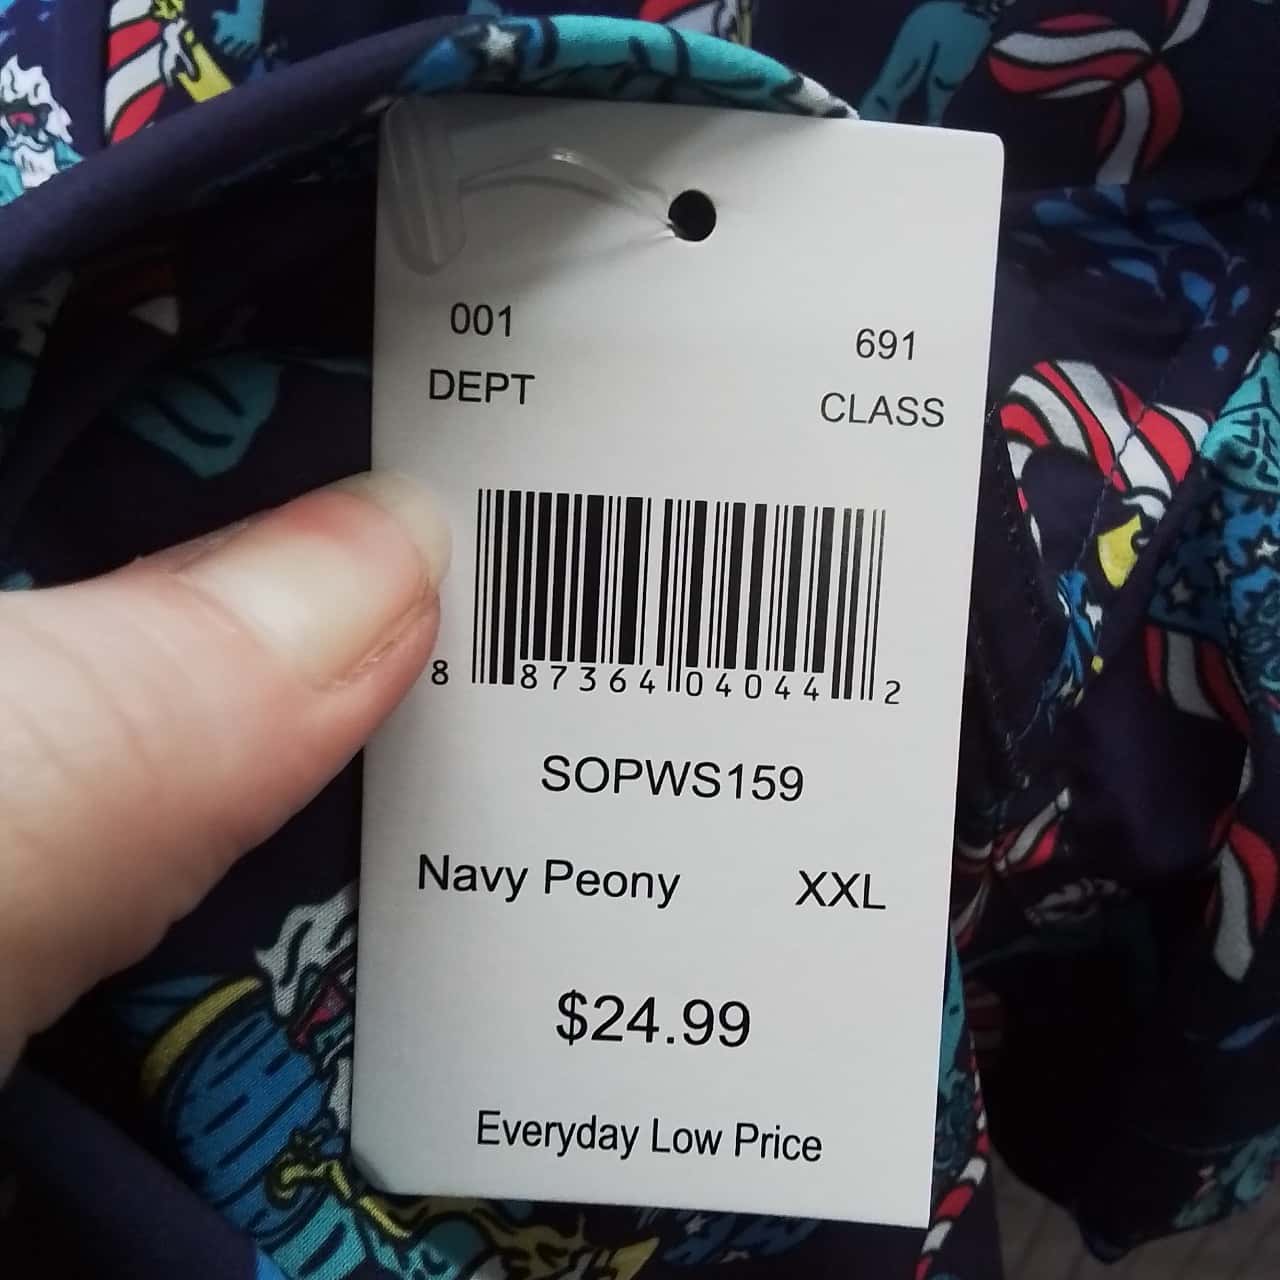 001
DEPT
691
CLASS
8 87364 04044 2
SOPWS159
Navy Peony XXL
$24.99
Everyday Low Price